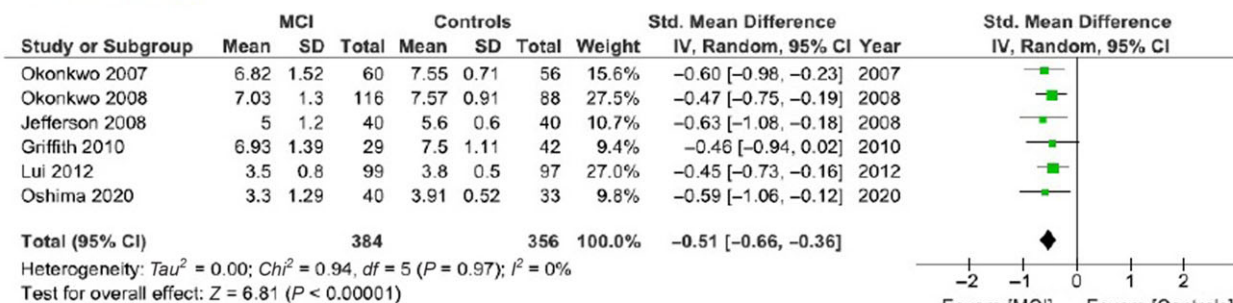 MCI Controls Std. Mean Difference Std. Mean Difference
Study or Subgroup Mean SD Total Mean SD Total Weight IV, Random, 95% CI Year IV, Random, 95% CI
Okonkwo 2007 6.82 1.52 60 7.55 0.71 56 15.6% −0.60 [−0.98, −0.23] 2007
Okonkwo 2008 7.03 1.3 116 7.57 0.91 88 27.5% −0.47 [−0.75, −0.19] 2008
Jefferson 2008 5 1.2 40 5.6 0.6 40 10.7% −0.63 [−1.08, −0.18] 2008
Griffith 2010 6.93 1.39 29 7.5 1.11 42 9.4% −0.46 [−0.94, 0.02] 2010
Lui 2012 3.5 0.8 99 3.8 0.5 97 27.0% −0.45 [−0.73, −0.16] 2012
Oshima 2020 3.3 1.29 40 3.91 0.52 33 9.8% −0.59 [−1.06, −0.12] 2020
Total (95% CI) 384 356 100.0% −0.51 [−0.66, −0.36]
Heterogeneity: Tau² = 0.00; Chi² = 0.94, df = 5 (P = 0.97); I² = 0%
Test for overall effect: Z = 6.81 (P < 0.00001)
−2 −1 0 1 2